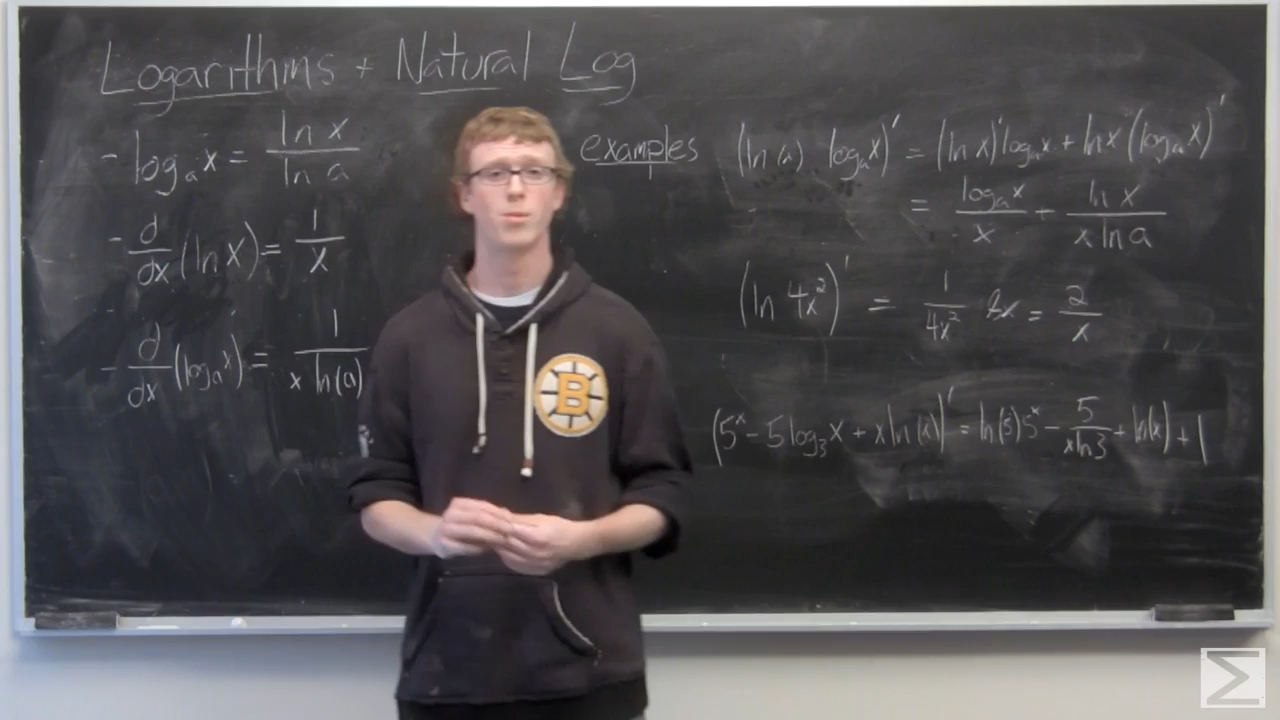 Logarithms + Natural Log
- logₐx = ln x / ln a
- d/dx (ln x) = 1/x
- d/dx (logₐx) = 1 / x ln(a)
B
examples
(ln(a) logₐx)' = (ln x)' logₐx + ln x (logₐx)'
= logₐx / x + ln x / x ln a
(ln 4x²)' = 1/4x² 8x = 2/x
(5ˣ - 5 log₃x + x ln(x))' = ln(5)5ˣ - 5 / x ln 3 + ln(x) + 1
Σ